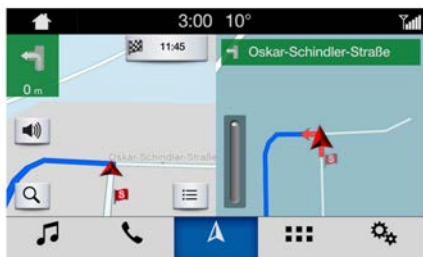 3:00 10°
11:45
Oskar-Schindler-Straße
0 m
Oskar-Schindler-Straße
S
S